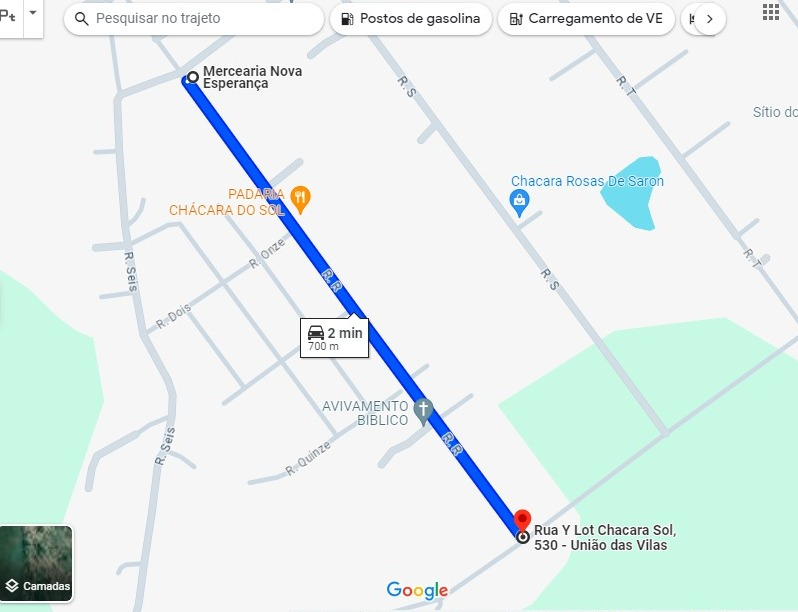 Pt
Pesquisar no trajeto
Postos de gasolina
Carregamento de VE
Mercearia Nova
Esperança
R. S
R. T
Sítio do
Chacara Rosas De Saron
PADARIA
CHÁCARA DO SOL
R. Onze
R. Seis
R. R
R. S
R. T
R. Dois
2 min
700 m
AVIVAMENTO
BÍBLICO
R. R
R. Seis
R. Quinze
Rua Y Lot Chacara Sol,
530 - União das Vilas
Camadas
Google